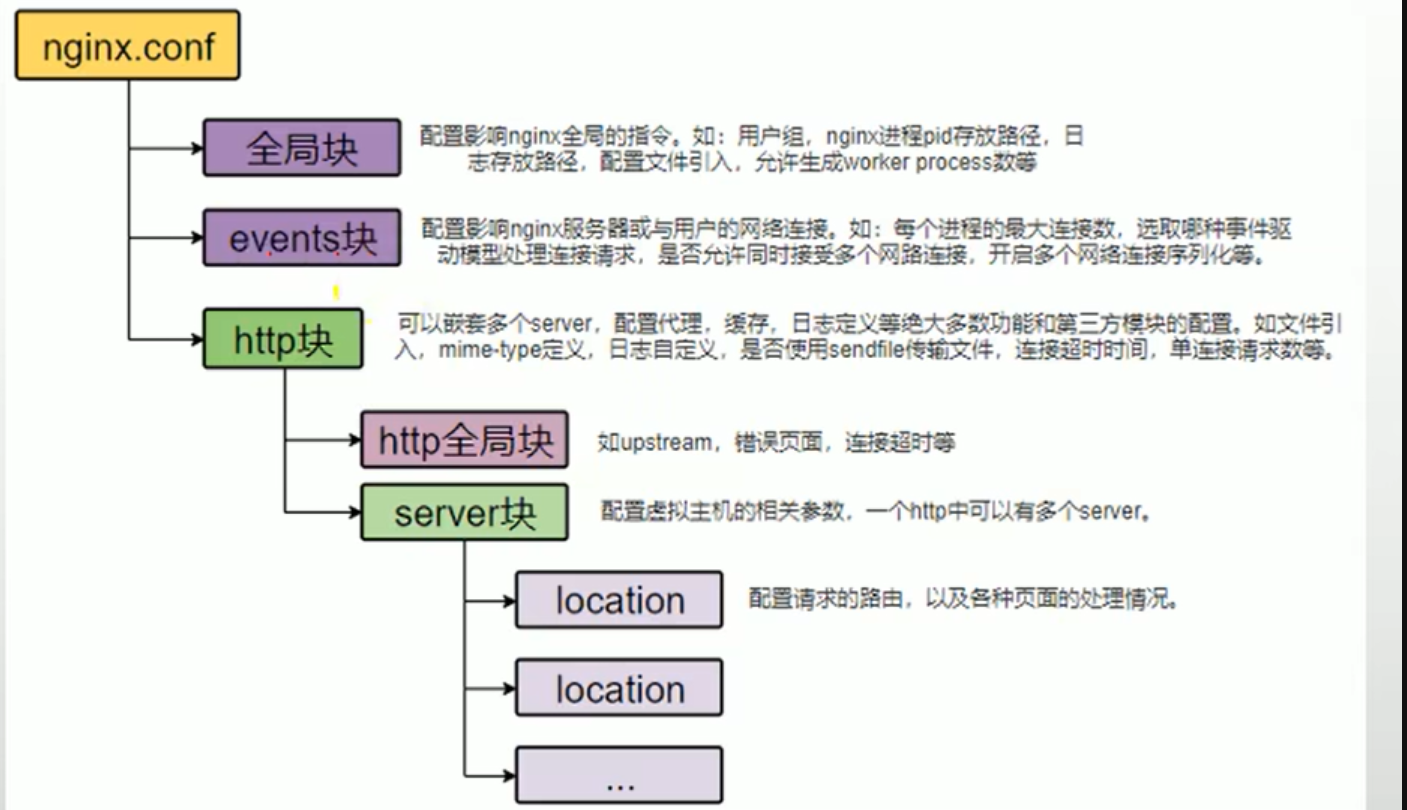 nginx.conf
全局块
配置影响nginx全局的指令。如：用户组，nginx进程pid存放路径，日
志存放路径，配置文件引入，允许生成worker process数等
events块
配置影响nginx服务器或与用户的网络连接。如：每个进程的最大连接数，选取哪种事件驱
动模型处理连接请求，是否允许同时接受多个网路连接，开启多个网络连接序列化等。
http块
可以嵌套多个server，配置代理，缓存，日志定义等绝大多数功能和第三方模块的配置。如文件引
入，mime-type定义，日志自定义，是否使用sendfile传输文件，连接超时时间，单连接请求数等。
http全局块
如upstream，错误页面，连接超时等
server块
配置虚拟主机的相关参数，一个http中可以有多个server。
location
配置请求的路由，以及各种页面的处理情况。
location
...